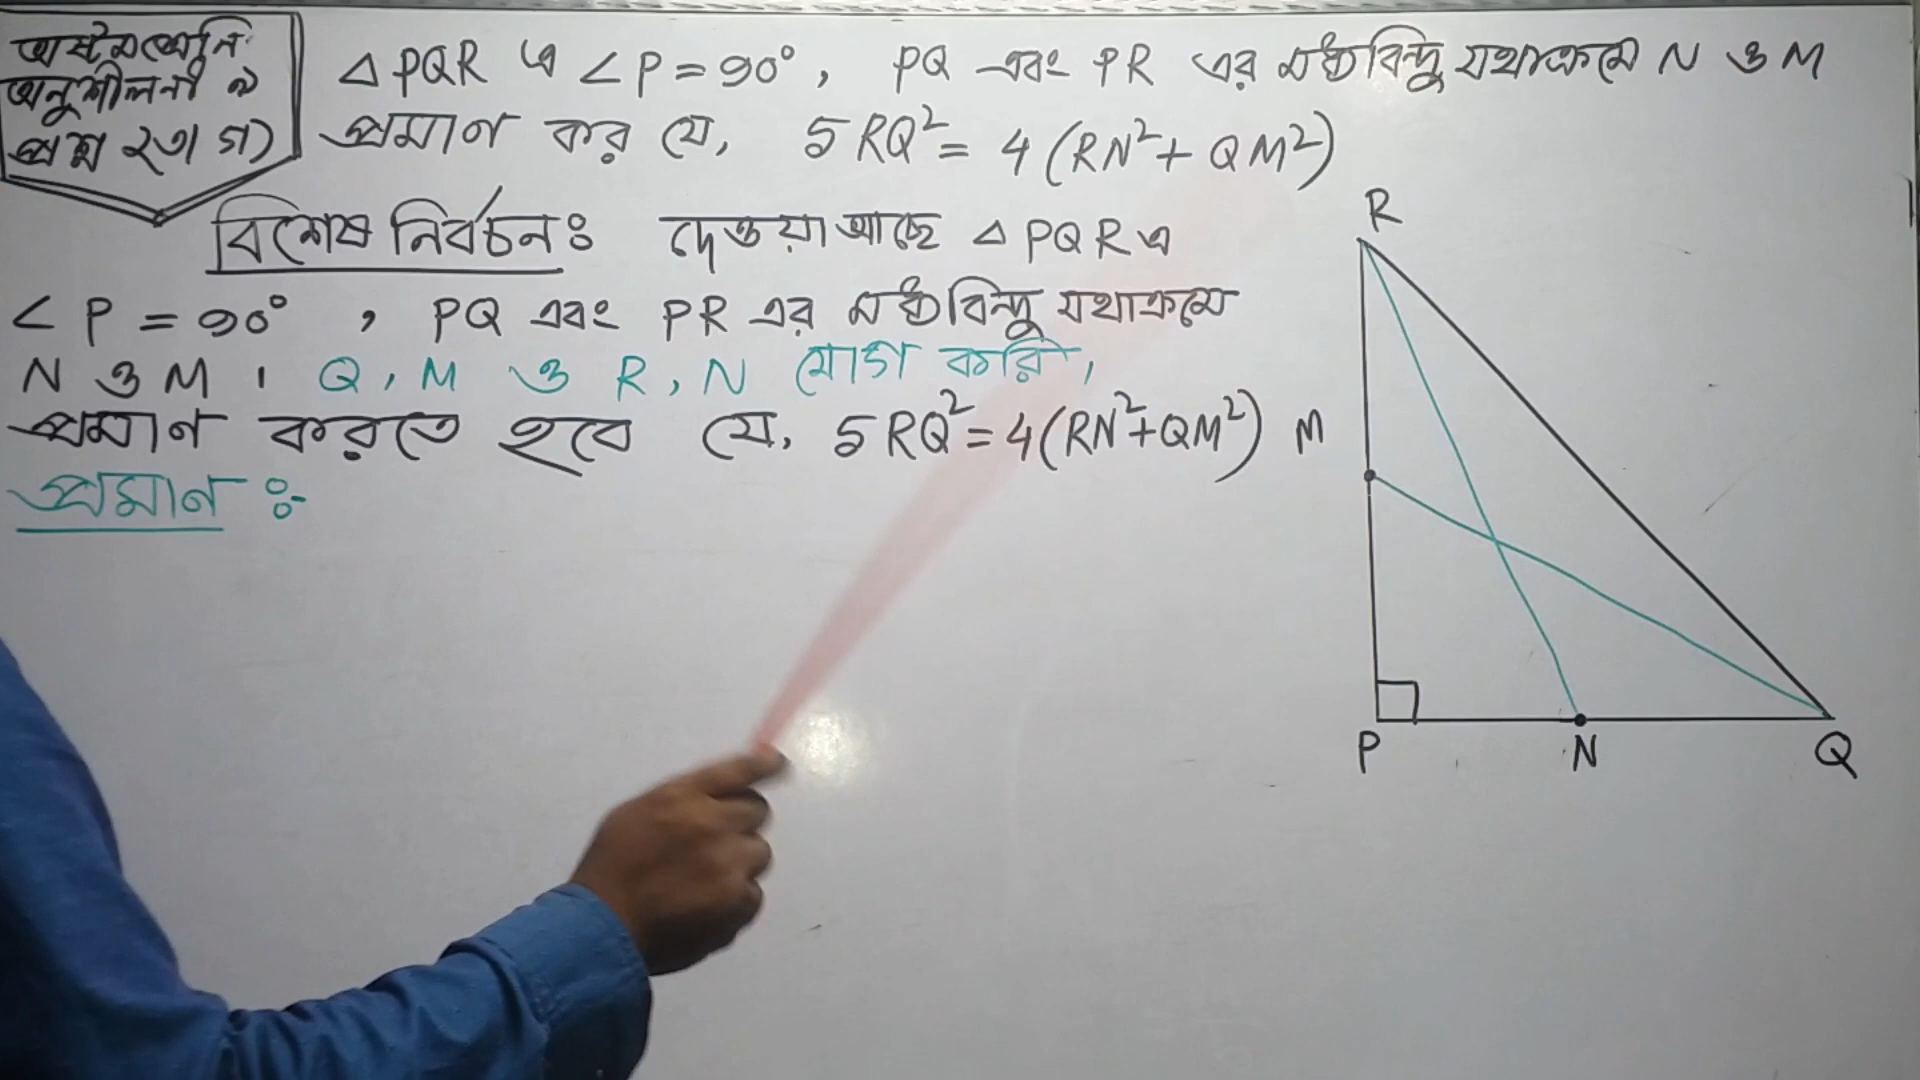 অষ্টমশ্রেনি
অনুশীলনী ৯
প্রশ্ন ২৩। গ)
△PQR এ ∠P = 90°, PQ এবং PR এর মধ্যবিন্দু যথাক্রমে N ও M
প্রমান কর যে, 5RQ² = 4(RN² + QM²)
বিশেষ নির্বচনঃ দেওয়া আছে △PQR এ
∠P = 90°, PQ এবং PR এর মধ্যবিন্দু যথাক্রমে
N ও M। Q, M ও R, N যোগ করি,
প্রমান করতে হবে যে, 5RQ² = 4(RN²+QM²)
প্রমান ঃ-
R
M
P N Q